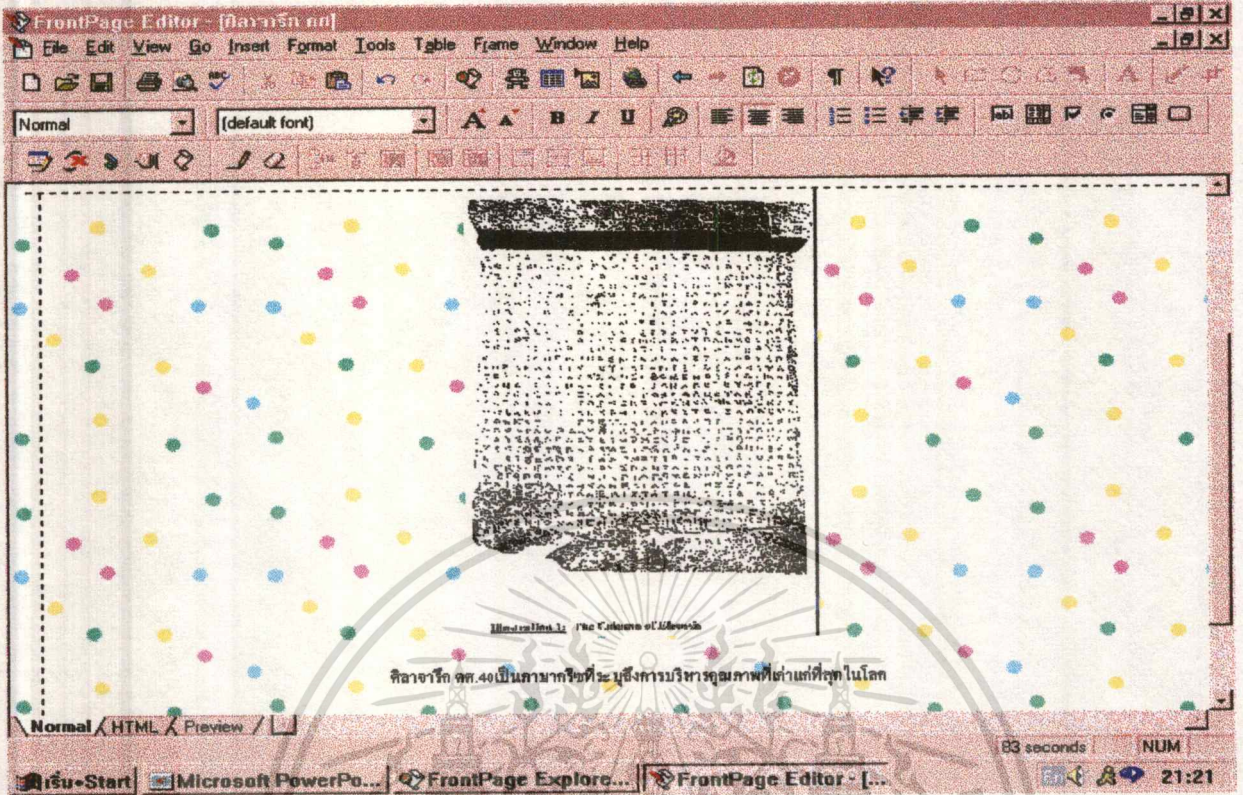 FrontPage Editor - [ศิลาจารึก คศ]
File Edit View Go Insert Format Tools Table Frame Window Help
Normal (default font)
ศิลาจารึก คศ.40เป็นภาษากรีซที่ระบุถึงการบริหารคุณภาพที่เก่าแก่ที่สุดในโลก
Normal HTML Preview
83 seconds NUM
เริ่ม•Start Microsoft PowerPo... FrontPage Explore... FrontPage Editor - [... En 21:21